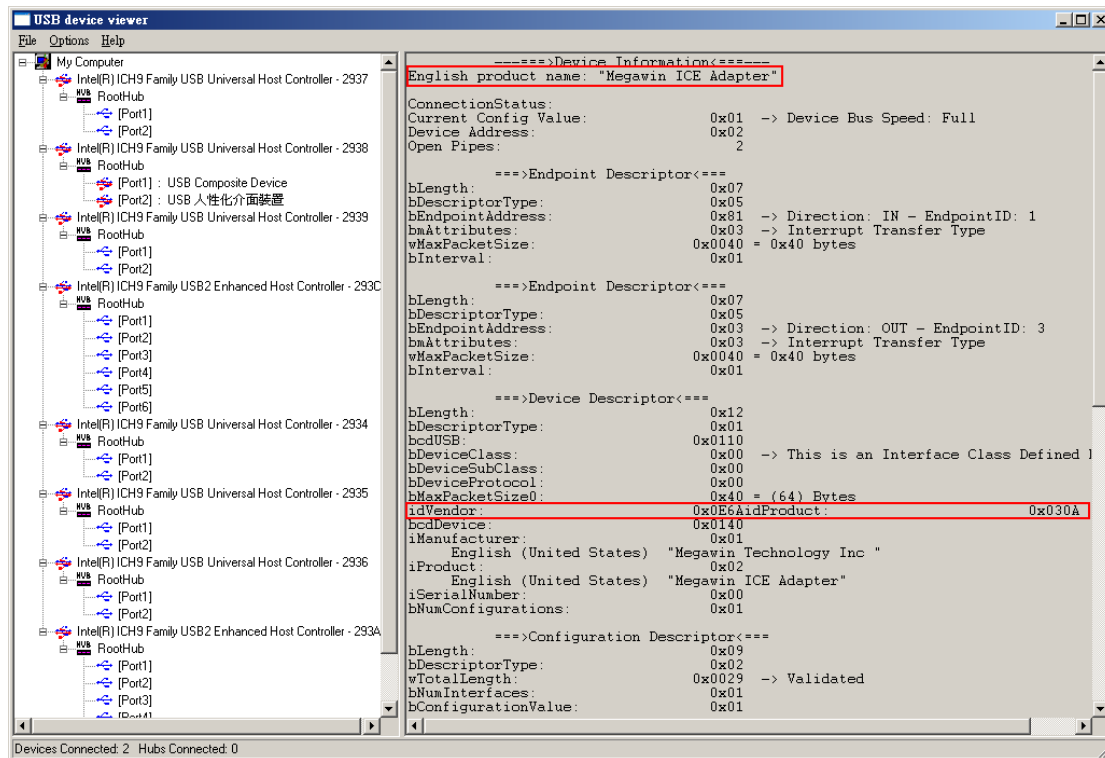 USB device viewer
File Options Help
My Computer
Intel(R) ICH9 Family USB Universal Host Controller - 2937
HUB RootHub
[Port1]
[Port2]
Intel(R) ICH9 Family USB Universal Host Controller - 2938
HUB RootHub
[Port1] : USB Composite Device
[Port2] : USB 人性化介面裝置
Intel(R) ICH9 Family USB Universal Host Controller - 2939
HUB RootHub
[Port1]
[Port2]
Intel(R) ICH9 Family USB2 Enhanced Host Controller - 293C
HUB RootHub
[Port1]
[Port2]
[Port3]
[Port4]
[Port5]
[Port6]
Intel(R) ICH9 Family USB Universal Host Controller - 2934
HUB RootHub
[Port1]
[Port2]
Intel(R) ICH9 Family USB Universal Host Controller - 2935
HUB RootHub
[Port1]
[Port2]
Intel(R) ICH9 Family USB Universal Host Controller - 2936
HUB RootHub
[Port1]
[Port2]
Intel(R) ICH9 Family USB2 Enhanced Host Controller - 293A
HUB RootHub
[Port1]
[Port2]
[Port3]
[Port4]
---===>Device Information<===---
English product name: "Megawin ICE Adapter"
ConnectionStatus:
Current Config Value: 0x01 -> Device Bus Speed: Full
Device Address: 0x02
Open Pipes: 2
===>Endpoint Descriptor<===
bLength: 0x07
bDescriptorType: 0x05
bEndpointAddress: 0x81 -> Direction: IN - EndpointID: 1
bmAttributes: 0x03 -> Interrupt Transfer Type
wMaxPacketSize: 0x0040 = 0x40 bytes
bInterval: 0x01
===>Endpoint Descriptor<===
bLength: 0x07
bDescriptorType: 0x05
bEndpointAddress: 0x03 -> Direction: OUT - EndpointID: 3
bmAttributes: 0x03 -> Interrupt Transfer Type
wMaxPacketSize: 0x0040 = 0x40 bytes
bInterval: 0x01
===>Device Descriptor<===
bLength: 0x12
bDescriptorType: 0x01
bcdUSB: 0x0110
bDeviceClass: 0x00 -> This is an Interface Class Defined
bDeviceSubClass: 0x00
bDeviceProtocol: 0x00
bMaxPacketSize0: 0x40 = (64) Bytes
idVendor: 0x0E6AidProduct: 0x030A
bcdDevice: 0x0140
iManufacturer: 0x01
English (United States) "Megawin Technology Inc "
iProduct: 0x02
English (United States) "Megawin ICE Adapter"
iSerialNumber: 0x00
bNumConfigurations: 0x01
===>Configuration Descriptor<===
bLength: 0x09
bDescriptorType: 0x02
wTotalLength: 0x0029 -> Validated
bNumInterfaces: 0x01
bConfigurationValue: 0x01
Devices Connected: 2 Hubs Connected: 0